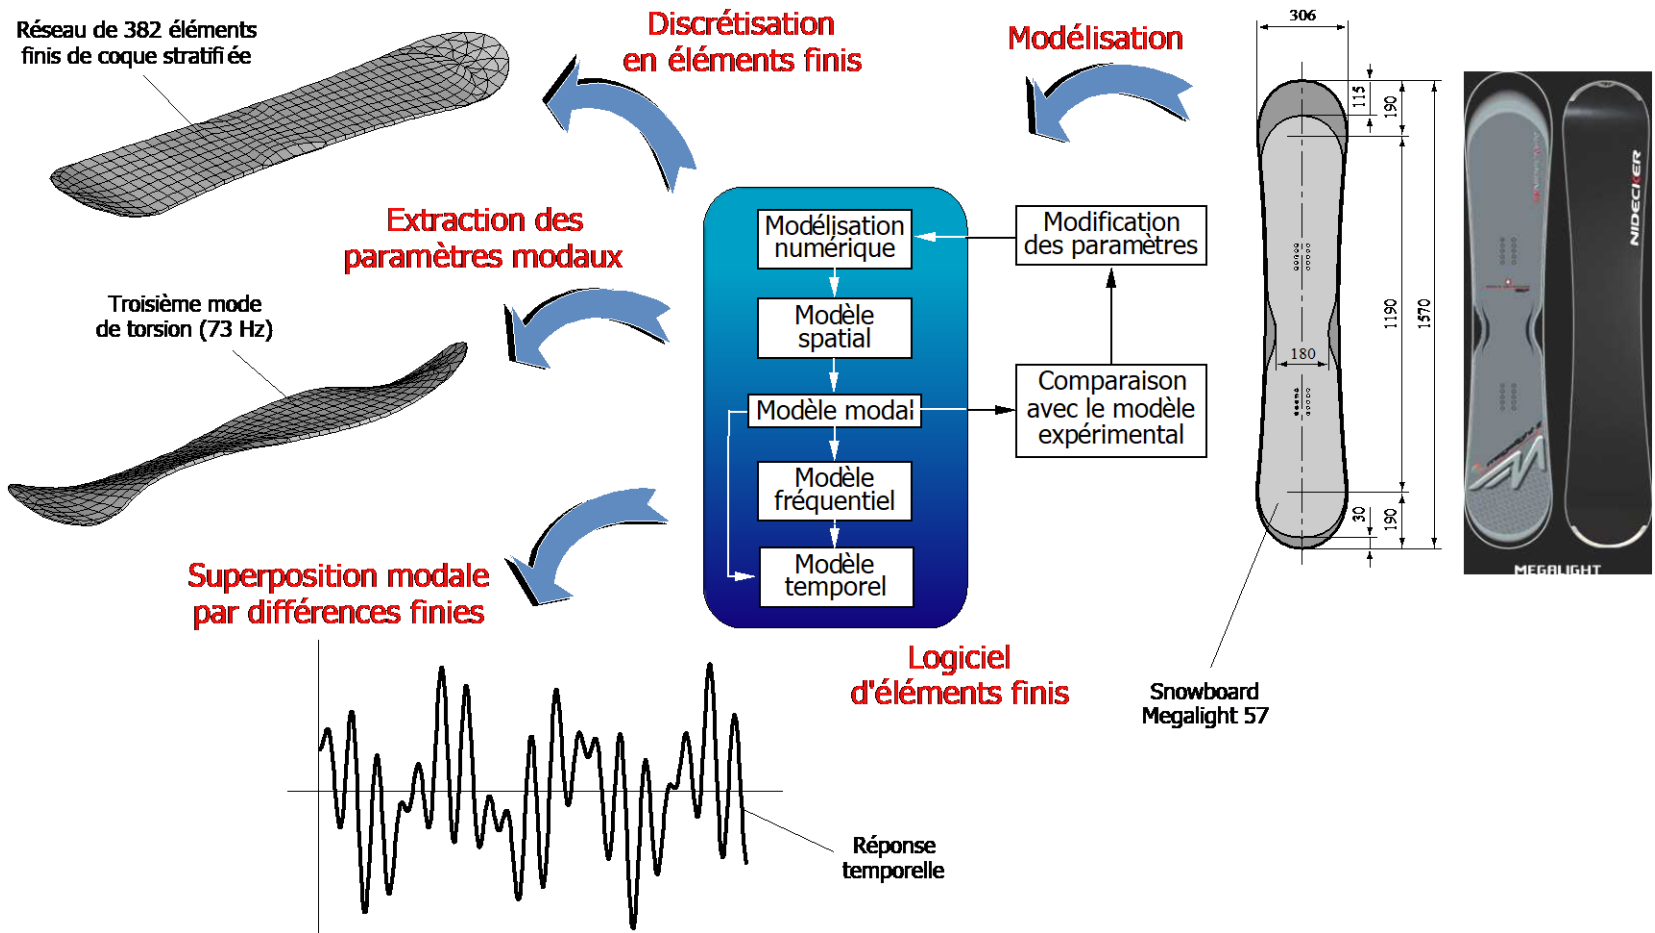 Réseau de 382 éléments
finis de coque stratifiée
Discrétisation
en éléments finis
Modélisation
306
115
190
1190
1570
180
30
190
NIDECKER
MEGALIGHT
Extraction des
paramètres modaux
Troisième mode
de torsion (73 Hz)
Modélisation
numérique
Modèle
spatial
Modèle modal
Modèle
fréquentiel
Modèle
temporel
Modification
des paramètres
Comparaison
avec le modèle
expérimental
Superposition modale
par différences finies
Logiciel
d'éléments finis
Snowboard
Megalight 57
Réponse
temporelle